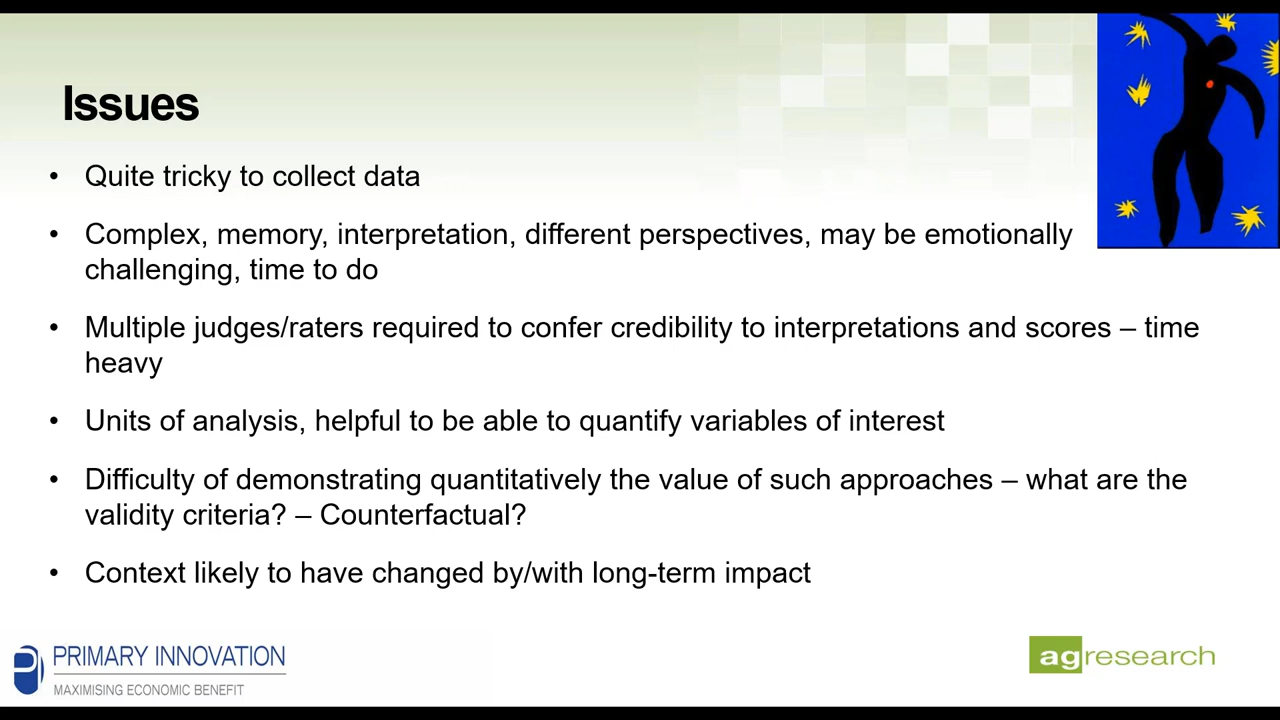 Issues
• Quite tricky to collect data
• Complex, memory, interpretation, different perspectives, may be emotionally
challenging, time to do
• Multiple judges/raters required to confer credibility to interpretations and scores – time
heavy
• Units of analysis, helpful to be able to quantify variables of interest
• Difficulty of demonstrating quantitatively the value of such approaches – what are the
validity criteria? – Counterfactual?
• Context likely to have changed by/with long-term impact
PRIMARY INNOVATION
MAXIMISING ECONOMIC BENEFIT
agresearch